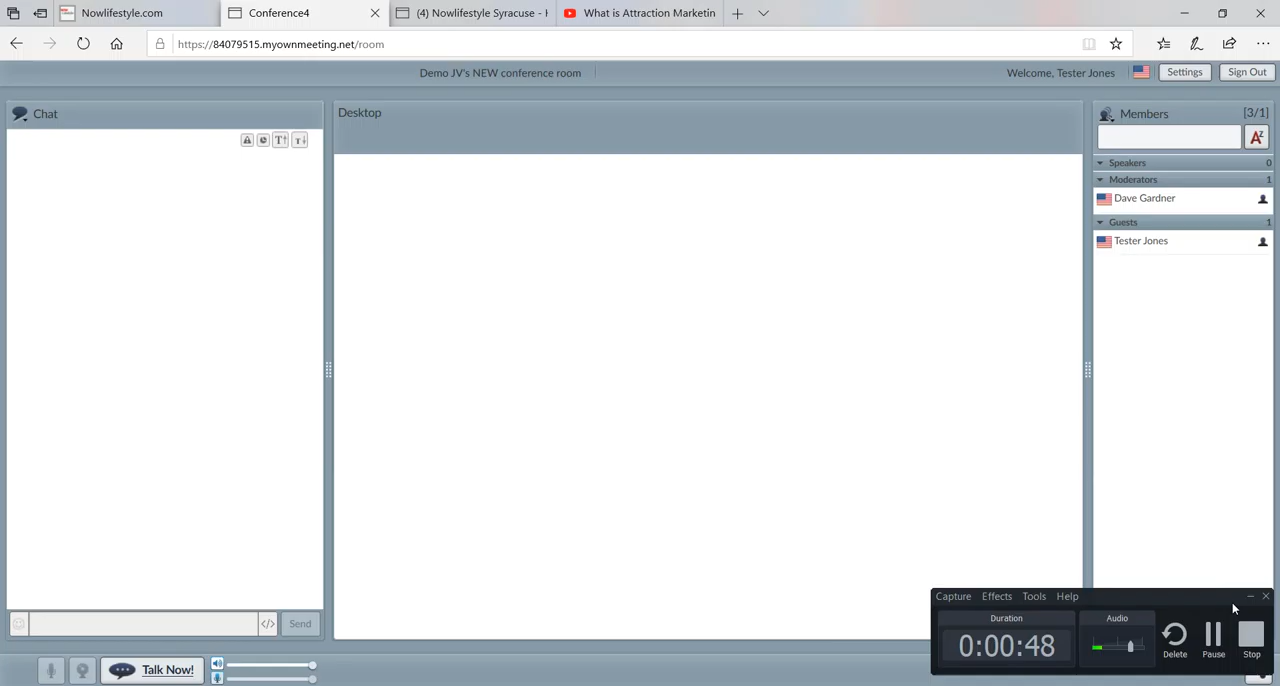 Nowlifestyle.com
Conference4
(4) Nowlifestyle Syracuse - H
What is Attraction Marketin
https://84079515.myownmeeting.net/room
Demo JV's NEW conference room
Welcome, Tester Jones
Settings
Sign Out
Chat
Desktop
Members
[3/1]
Speakers 0
Moderators 1
Dave Gardner
Guests 1
Tester Jones
</>
Send
Talk Now!
Capture Effects Tools Help
Duration
0:00:48
Audio
Delete
Pause
Stop